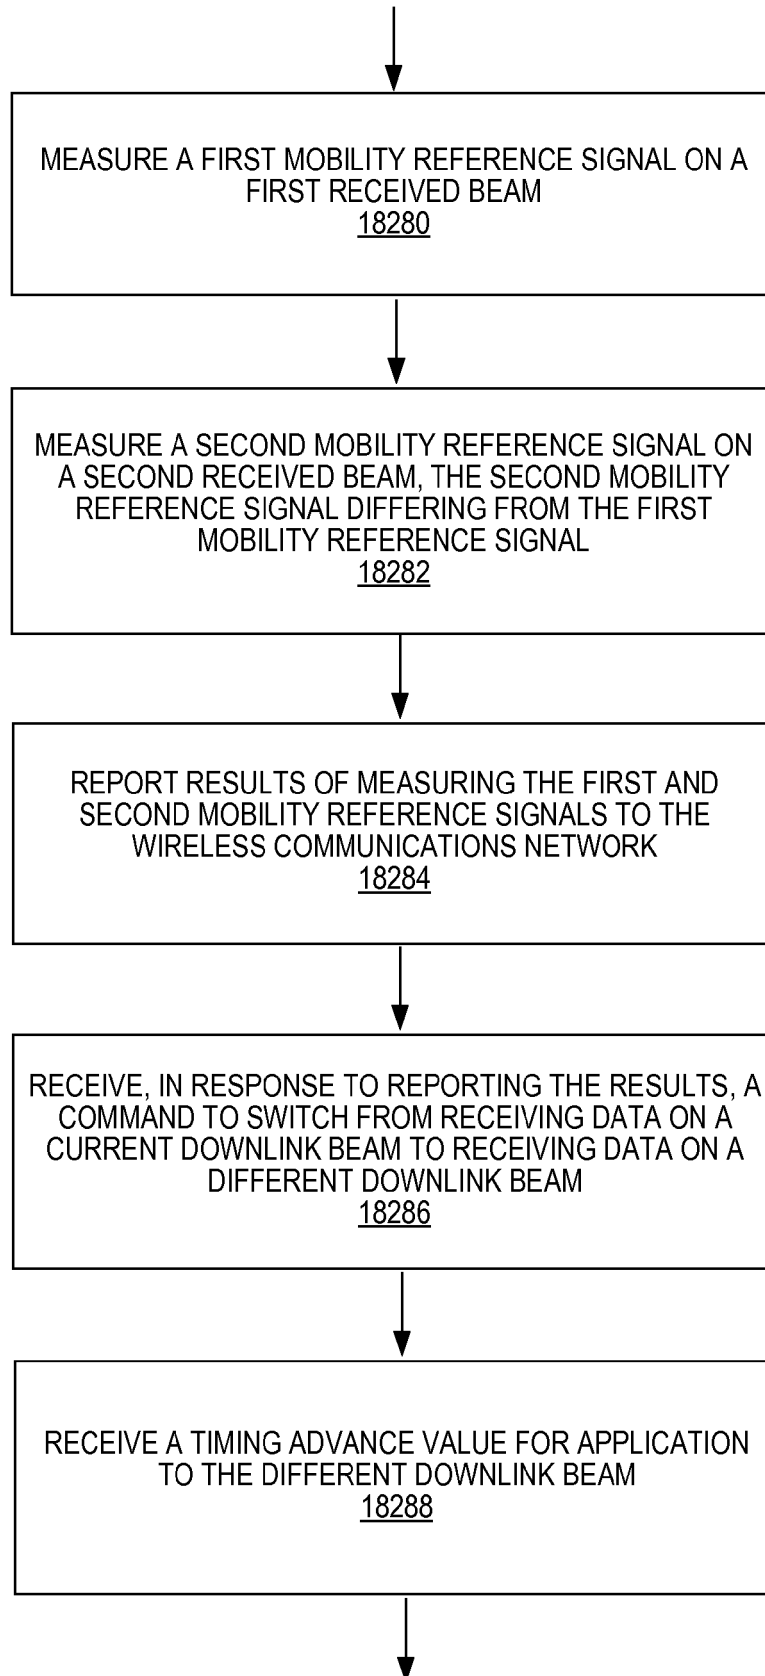 MEASURE A FIRST MOBILITY REFERENCE SIGNAL ON A
FIRST RECEIVED BEAM
18280
MEASURE A SECOND MOBILITY REFERENCE SIGNAL ON
A SECOND RECEIVED BEAM, THE SECOND MOBILITY
REFERENCE SIGNAL DIFFERING FROM THE FIRST
MOBILITY REFERENCE SIGNAL
18282
REPORT RESULTS OF MEASURING THE FIRST AND
SECOND MOBILITY REFERENCE SIGNALS TO THE
WIRELESS COMMUNICATIONS NETWORK
18284
RECEIVE, IN RESPONSE TO REPORTING THE RESULTS, A
COMMAND TO SWITCH FROM RECEIVING DATA ON A
CURRENT DOWNLINK BEAM TO RECEIVING DATA ON A
DIFFERENT DOWNLINK BEAM
18286
RECEIVE A TIMING ADVANCE VALUE FOR APPLICATION
TO THE DIFFERENT DOWNLINK BEAM
18288